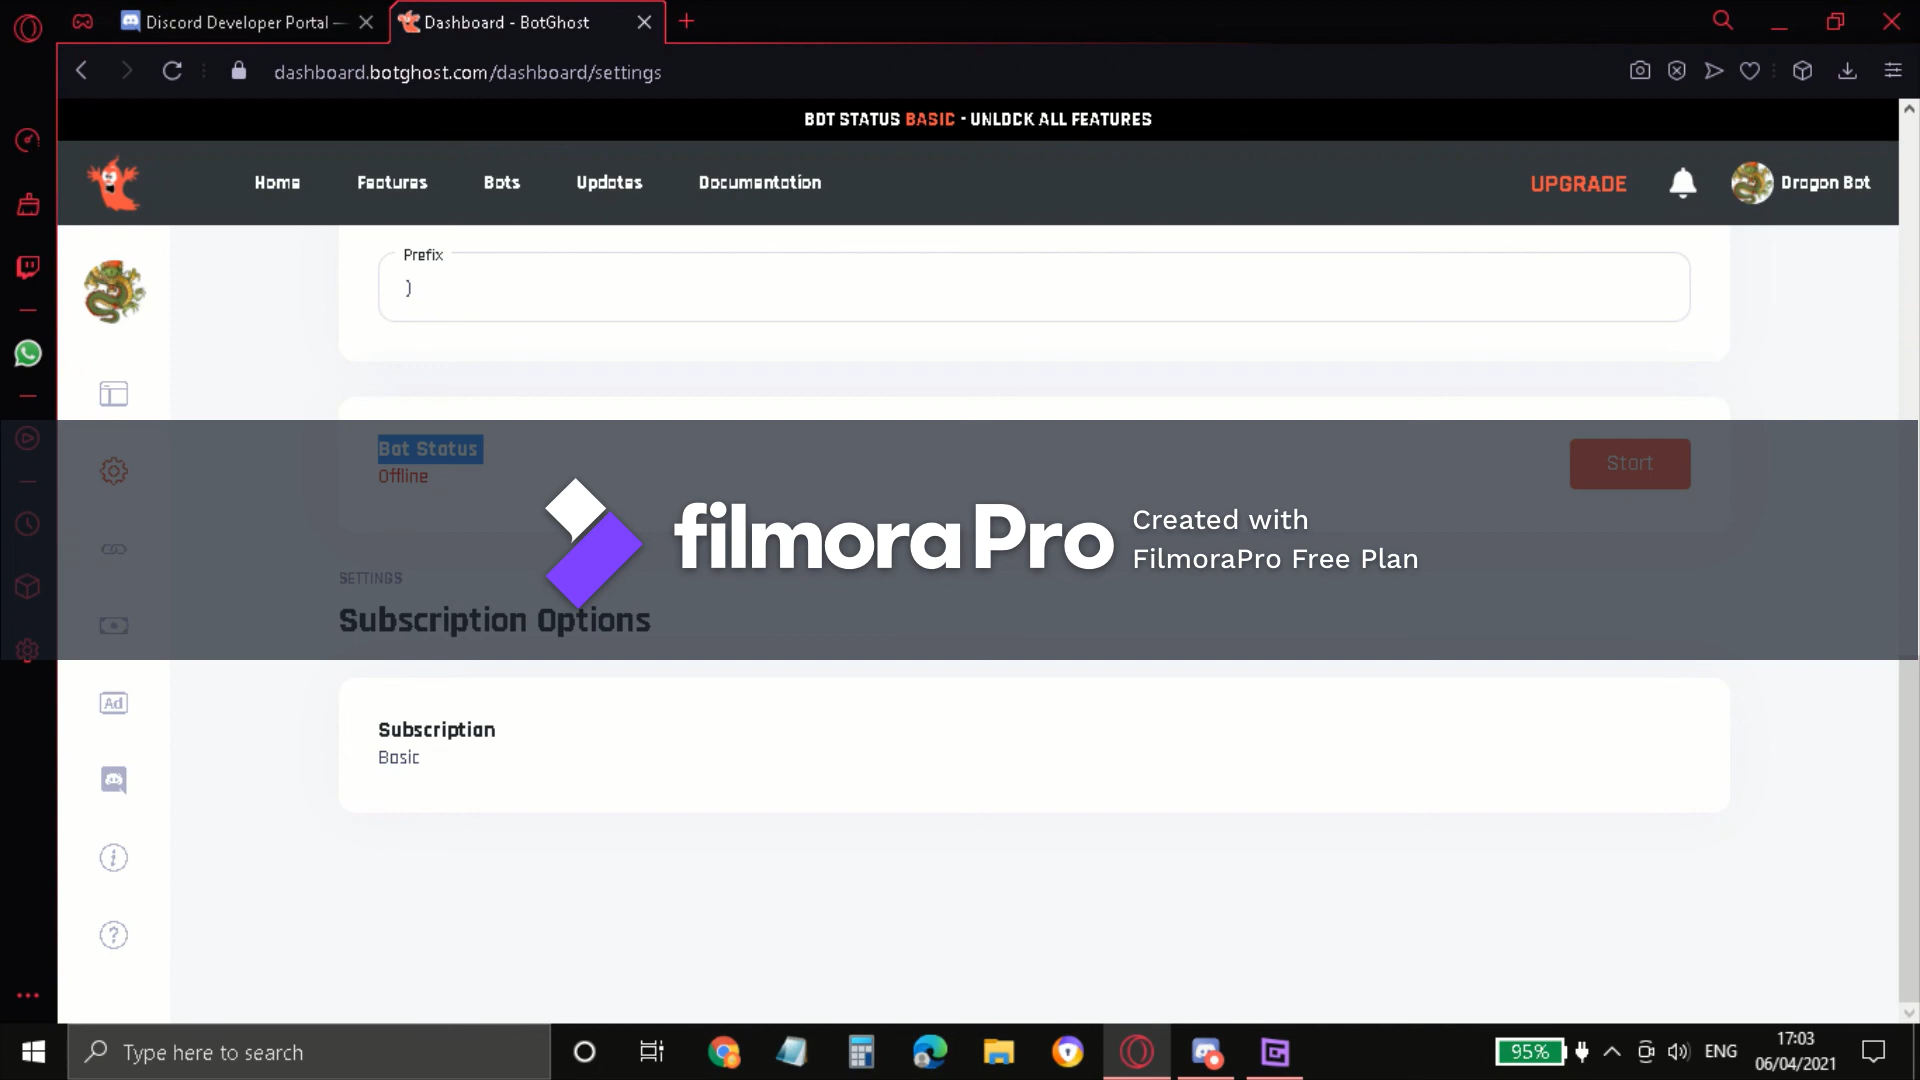 Discord Developer Portal —
Dashboard - BotGhost
dashboard.botghost.com/dashboard/settings
BOT STATUS BASIC - UNLOCK ALL FEATURES
Home
Features
Bots
Updates
Documentation
UPGRADE
Dragon Bot
Prefix
)
Bot Status
Offline
Start
filmoraPro
Created with
FilmoraPro Free Plan
SETTINGS
Subscription Options
Ad
Subscription
Basic
Type here to search
95%
ENG
17:03
06/04/2021